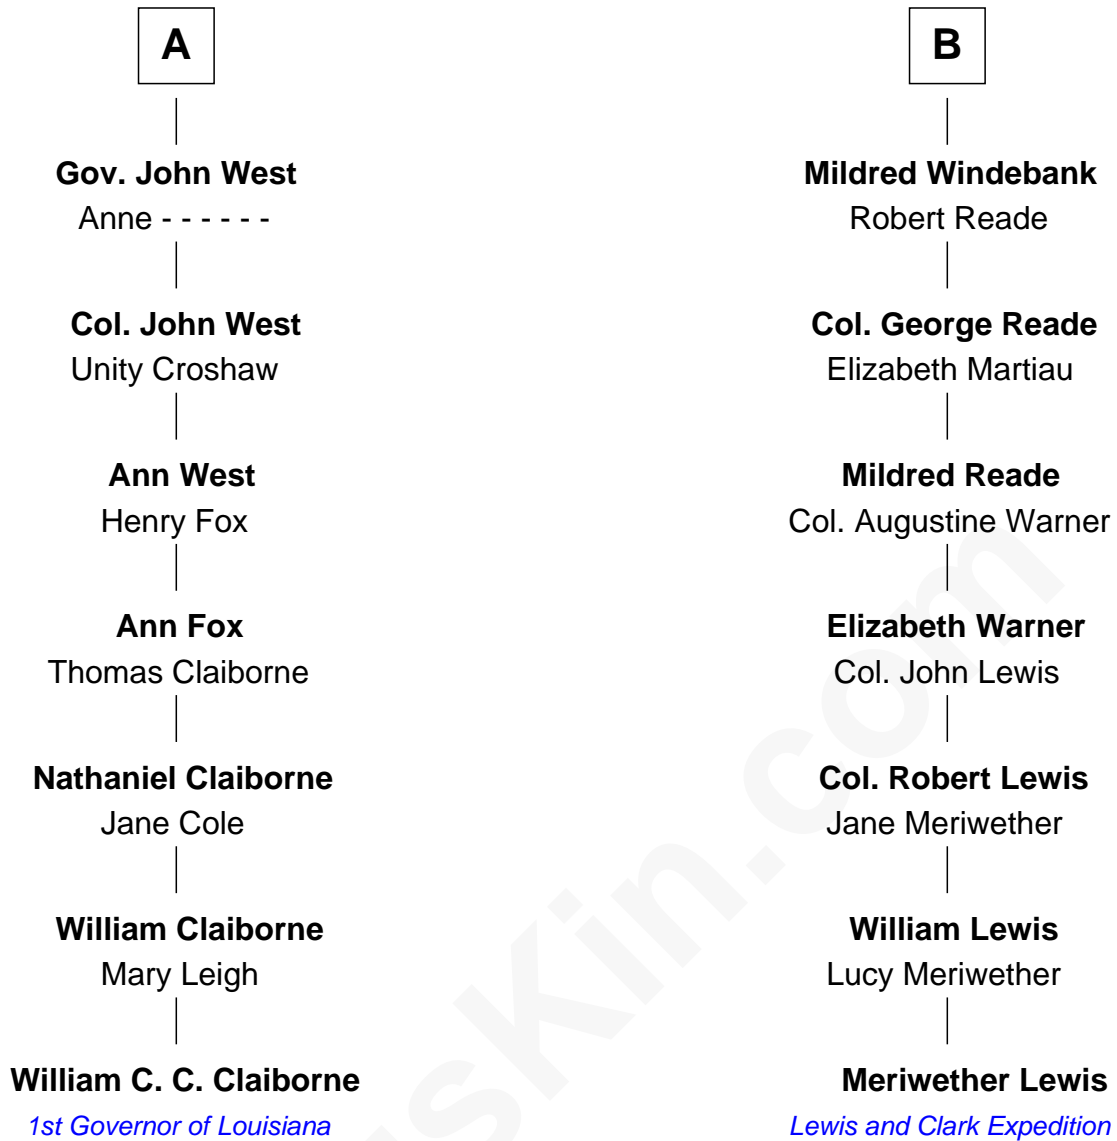 A
Gov. John West
Anne - - - - - -
Col. John West
Unity Croshaw
Ann West
Henry Fox
Ann Fox
Thomas Claiborne
Nathaniel Claiborne
Jane Cole
William Claiborne
Mary Leigh
William C. C. Claiborne
1st Governor of Louisiana
B
Mildred Windebank
Robert Reade
Col. George Reade
Elizabeth Martiau
Mildred Reade
Col. Augustine Warner
Elizabeth Warner
Col. John Lewis
Col. Robert Lewis
Jane Meriwether
William Lewis
Lucy Meriwether
Meriwether Lewis
Lewis and Clark Expedition